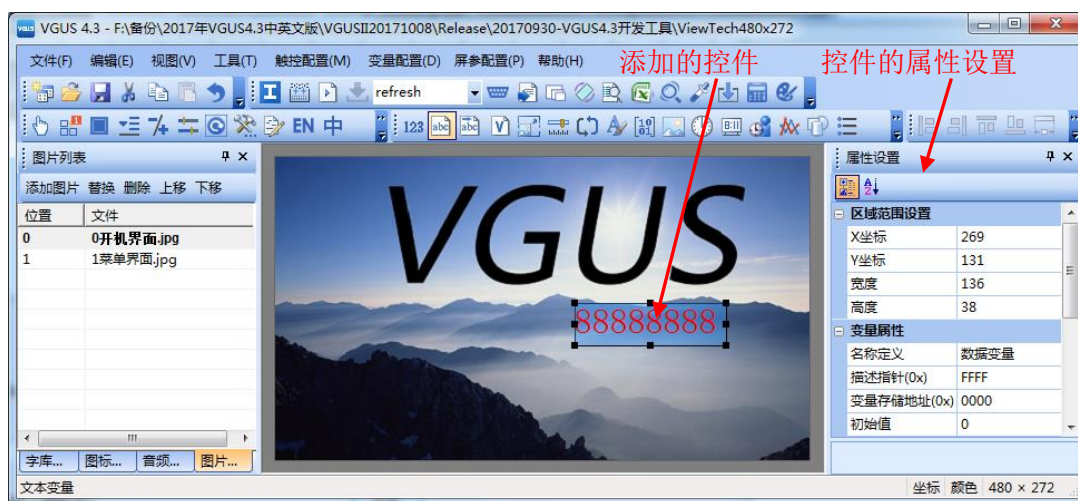 VGUS 4.3 - F:\备份\2017年VGUS4.3中英文版\VGUSII20171008\Release\20170930-VGUS4.3开发工具\ViewTech480x272
文件(F) 编辑(E) 视图(V) 工具(T) 触控配置(M) 变量配置(D) 屏参配置(P) 帮助(H)
添加的控件 控件的属性设置
refresh
123 abc abc V
EN 中
图片列表
属性设置
添加图片 替换 删除 上移 下移
位置 文件
0 0开机界面.jpg
1 1菜单界面.jpg
VGUS
88888888
区域范围设置
X坐标 269
Y坐标 131
宽度 136
高度 38
变量属性
名称定义 数据变量
描述指针(0x) FFFF
变量存储地址(0x) 0000
初始值 0
字库... 图标... 音频... 图片...
文本变量
坐标 颜色 480 × 272